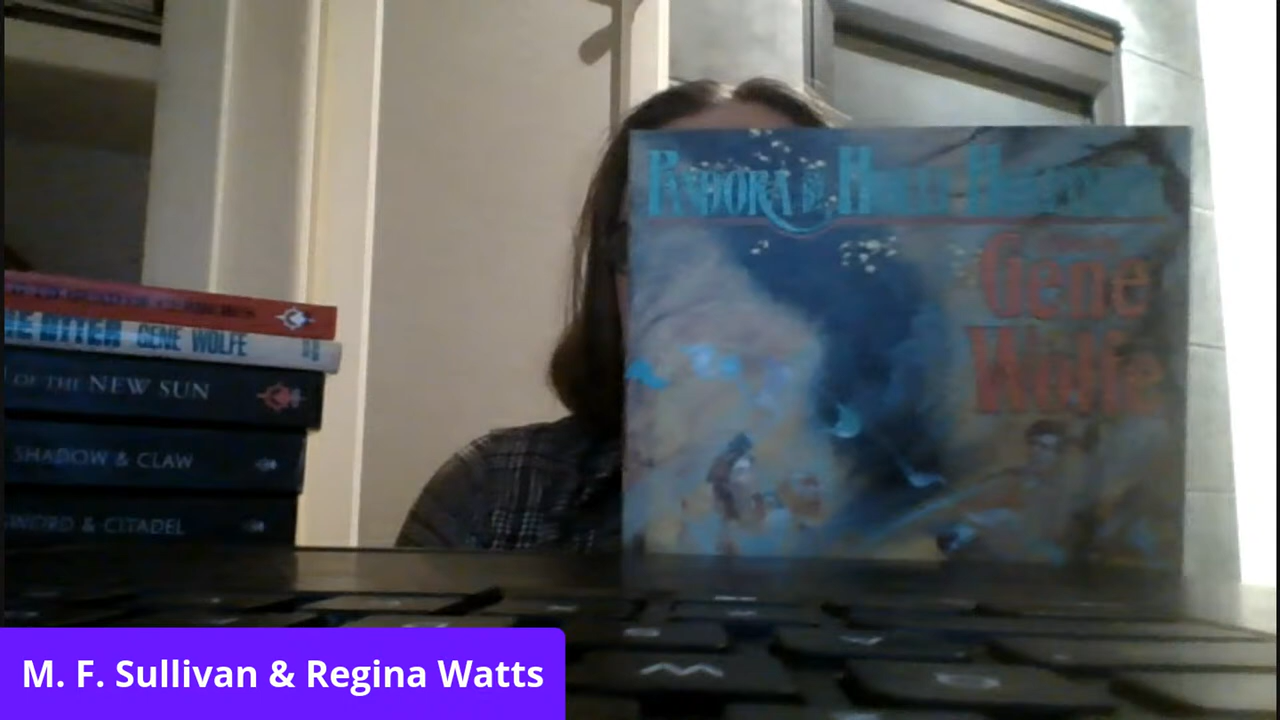 PANDORA by HOLLY HOLLANDER
Gene
Wolfe
GENE WOLFE
OF THE NEW SUN
SHADOW & CLAW
SWORD & CITADEL
M. F. Sullivan & Regina Watts